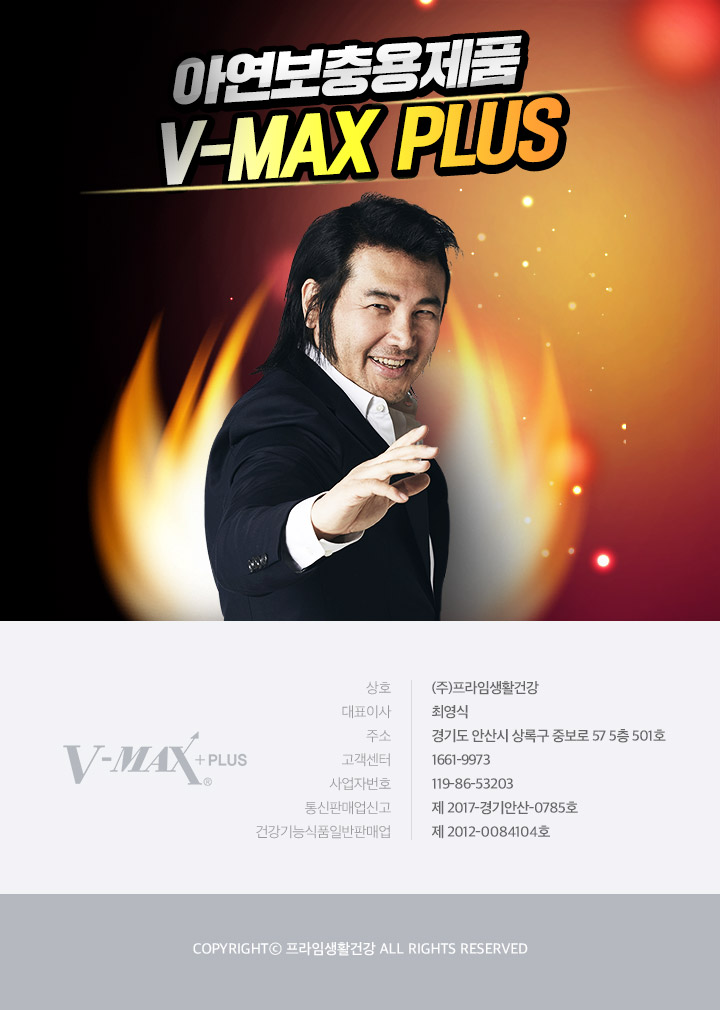 아연보충용제품
V-MAX PLUS
V-MAX +PLUS ®
상호 (주)프라임생활건강
대표이사 최영식
주소 경기도 안산시 상록구 중보로 57 5층 501호
고객센터 1661-9973
사업자번호 119-86-53203
통신판매업신고 제 2017-경기안산-0785호
건강기능식품일반판매업 제 2012-0084104호
COPYRIGHTⓒ 프라임생활건강 ALL RIGHTS RESERVED